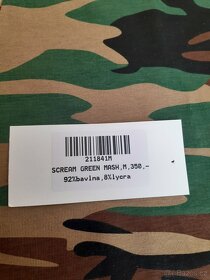 211841M
SCREAM GREEN MASH,M,350,-
92%bavlna,8%lycra